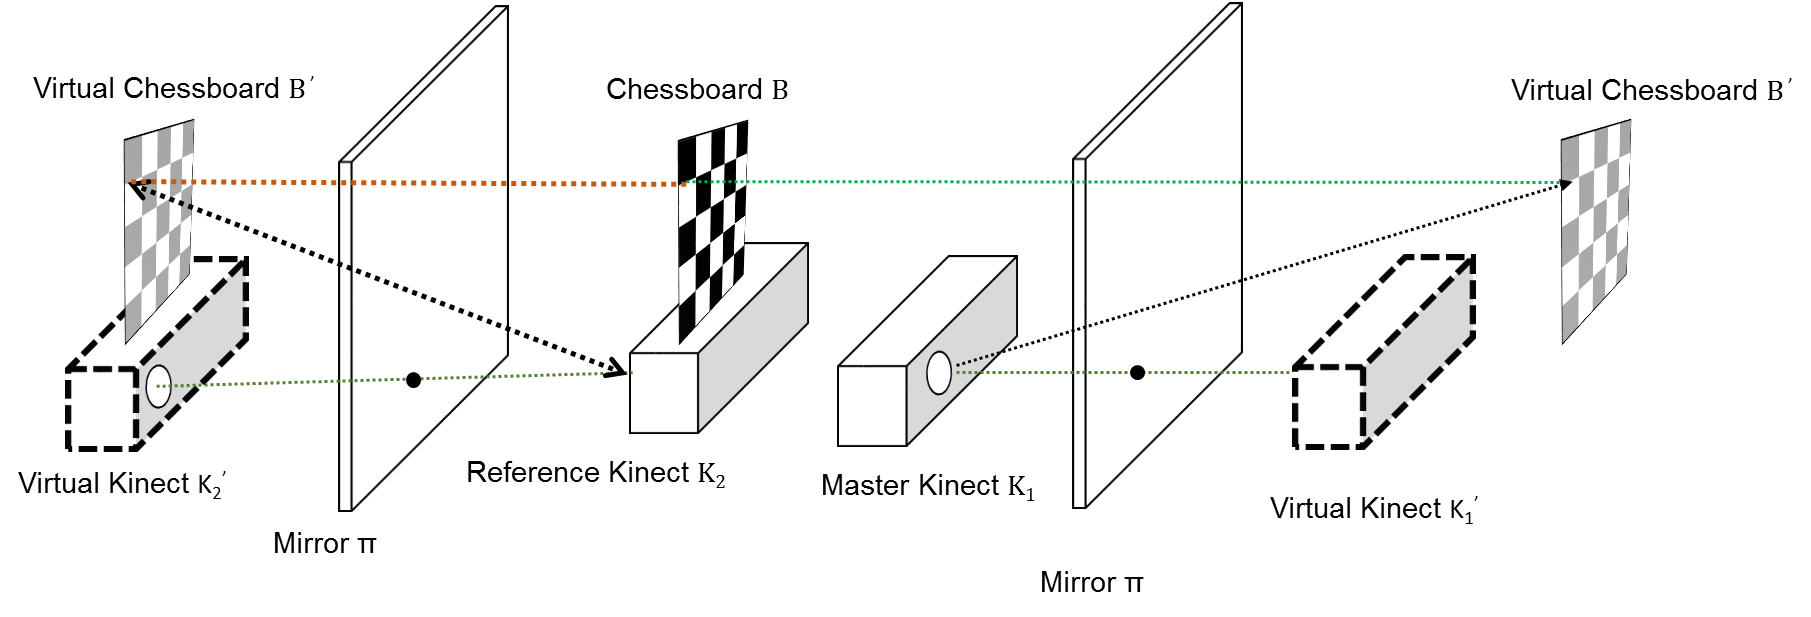 Virtual Chessboard B′
Chessboard B
Virtual Chessboard B′
Virtual Kinect K₂′
Reference Kinect K₂
Master Kinect K₁
Virtual Kinect K₁′
Mirror π
Mirror π